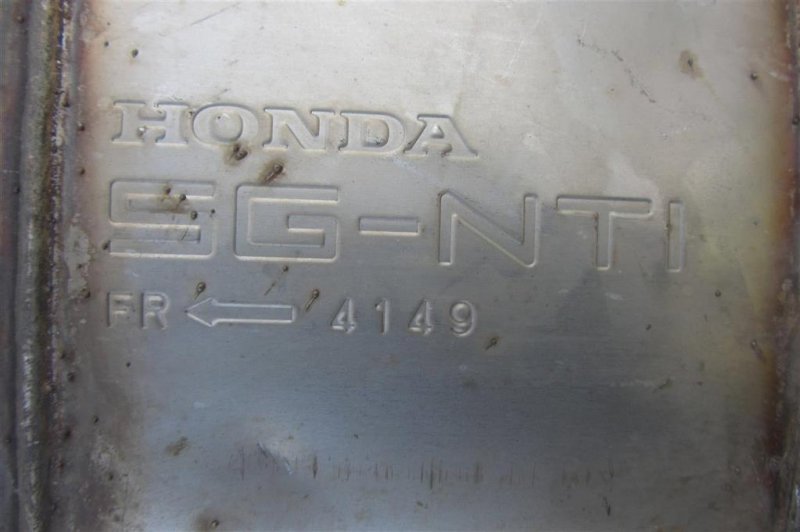 HONDA
SG-NTI
FR ← 4149